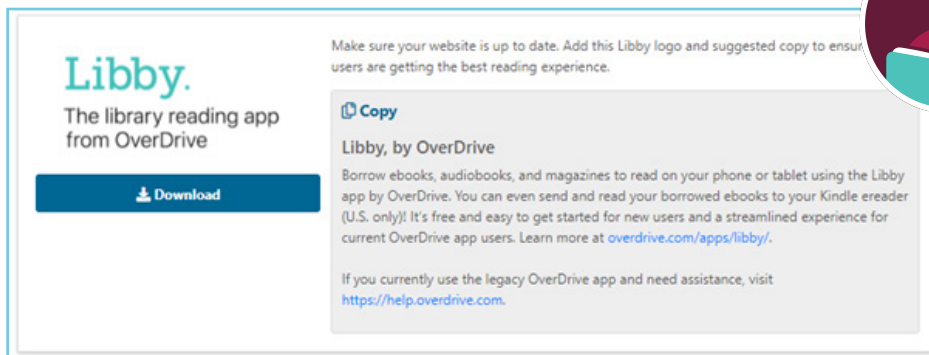 Libby.
The library reading app
from OverDrive
Download
Make sure your website is up to date. Add this Libby logo and suggested copy to
users are getting the best reading experience.
Copy
Libby, by OverDrive
Borrow ebooks, audiobooks, and magazines to read on your phone or tablet using the Libby
app by OverDrive. You can even send and read your borrowed ebooks to your Kindle ereader
(U.S. only)! It's free and easy to get started for new users and a streamlined experience for
current OverDrive app users. Learn more at overdrive.com/apps/libby/.
If you currently use the legacy OverDrive app and need assistance, visit
https://help.overdrive.com.